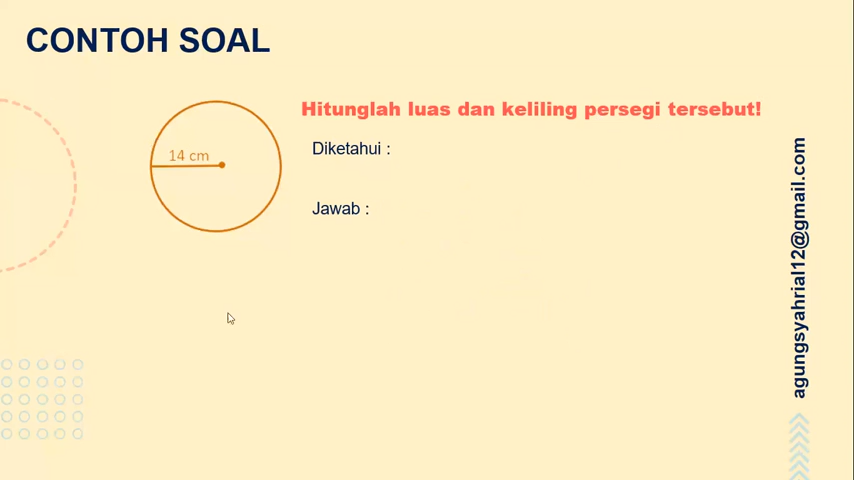 CONTOH SOAL
Hitunglah luas dan keliling persegi tersebut!
14 cm
Diketahui :
Jawab :
agungsyahrial12@gmail.com